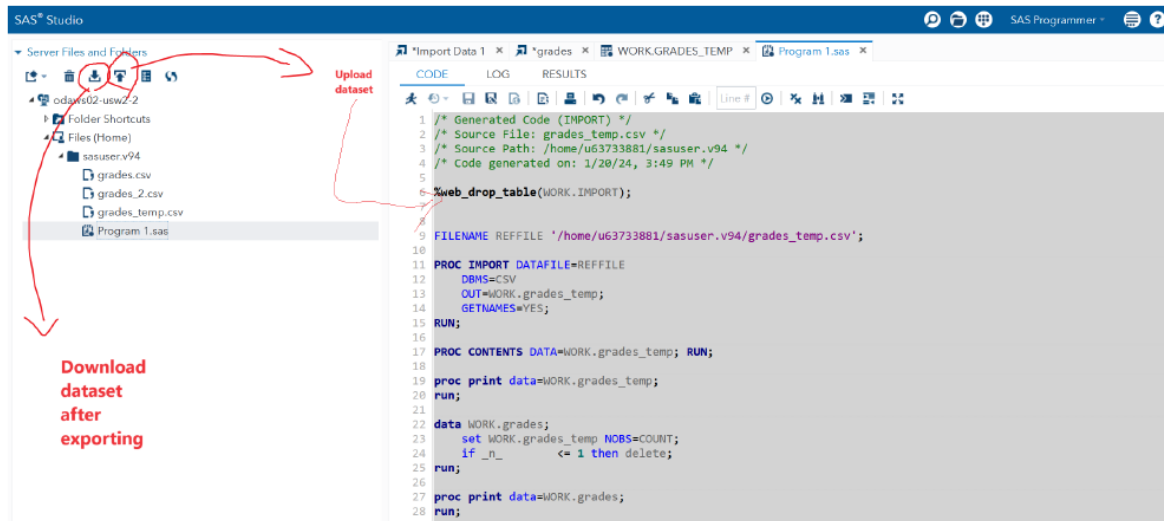 SAS® Studio
SAS Programmer
Server Files and Folders
odaws02-usw2-2
Folder Shortcuts
Files (Home)
sasuser.v94
grades.csv
grades_2.csv
grades_temp.csv
Program 1.sas
Upload
dataset
Download
dataset
after
exporting
*Import Data 1
*grades
WORK.GRADES_TEMP
Program 1.sas
CODE LOG RESULTS
Line #
1 /* Generated Code (IMPORT) */
2 /* Source File: grades_temp.csv */
3 /* Source Path: /home/u63733881/sasuser.v94 */
4 /* Code generated on: 1/20/24, 3:49 PM */
5
6 %web_drop_table(WORK.IMPORT);
7
8
9 FILENAME REFFILE '/home/u63733881/sasuser.v94/grades_temp.csv';
10
11 PROC IMPORT DATAFILE=REFFILE
12 DBMS=CSV
13 OUT=WORK.grades_temp;
14 GETNAMES=YES;
15 RUN;
16
17 PROC CONTENTS DATA=WORK.grades_temp; RUN;
18
19 proc print data=WORK.grades_temp;
20 run;
21
22 data WORK.grades;
23 set WORK.grades_temp NOBS=COUNT;
24 if _n_ <= 1 then delete;
25 run;
26
27 proc print data=WORK.grades;
28 run;